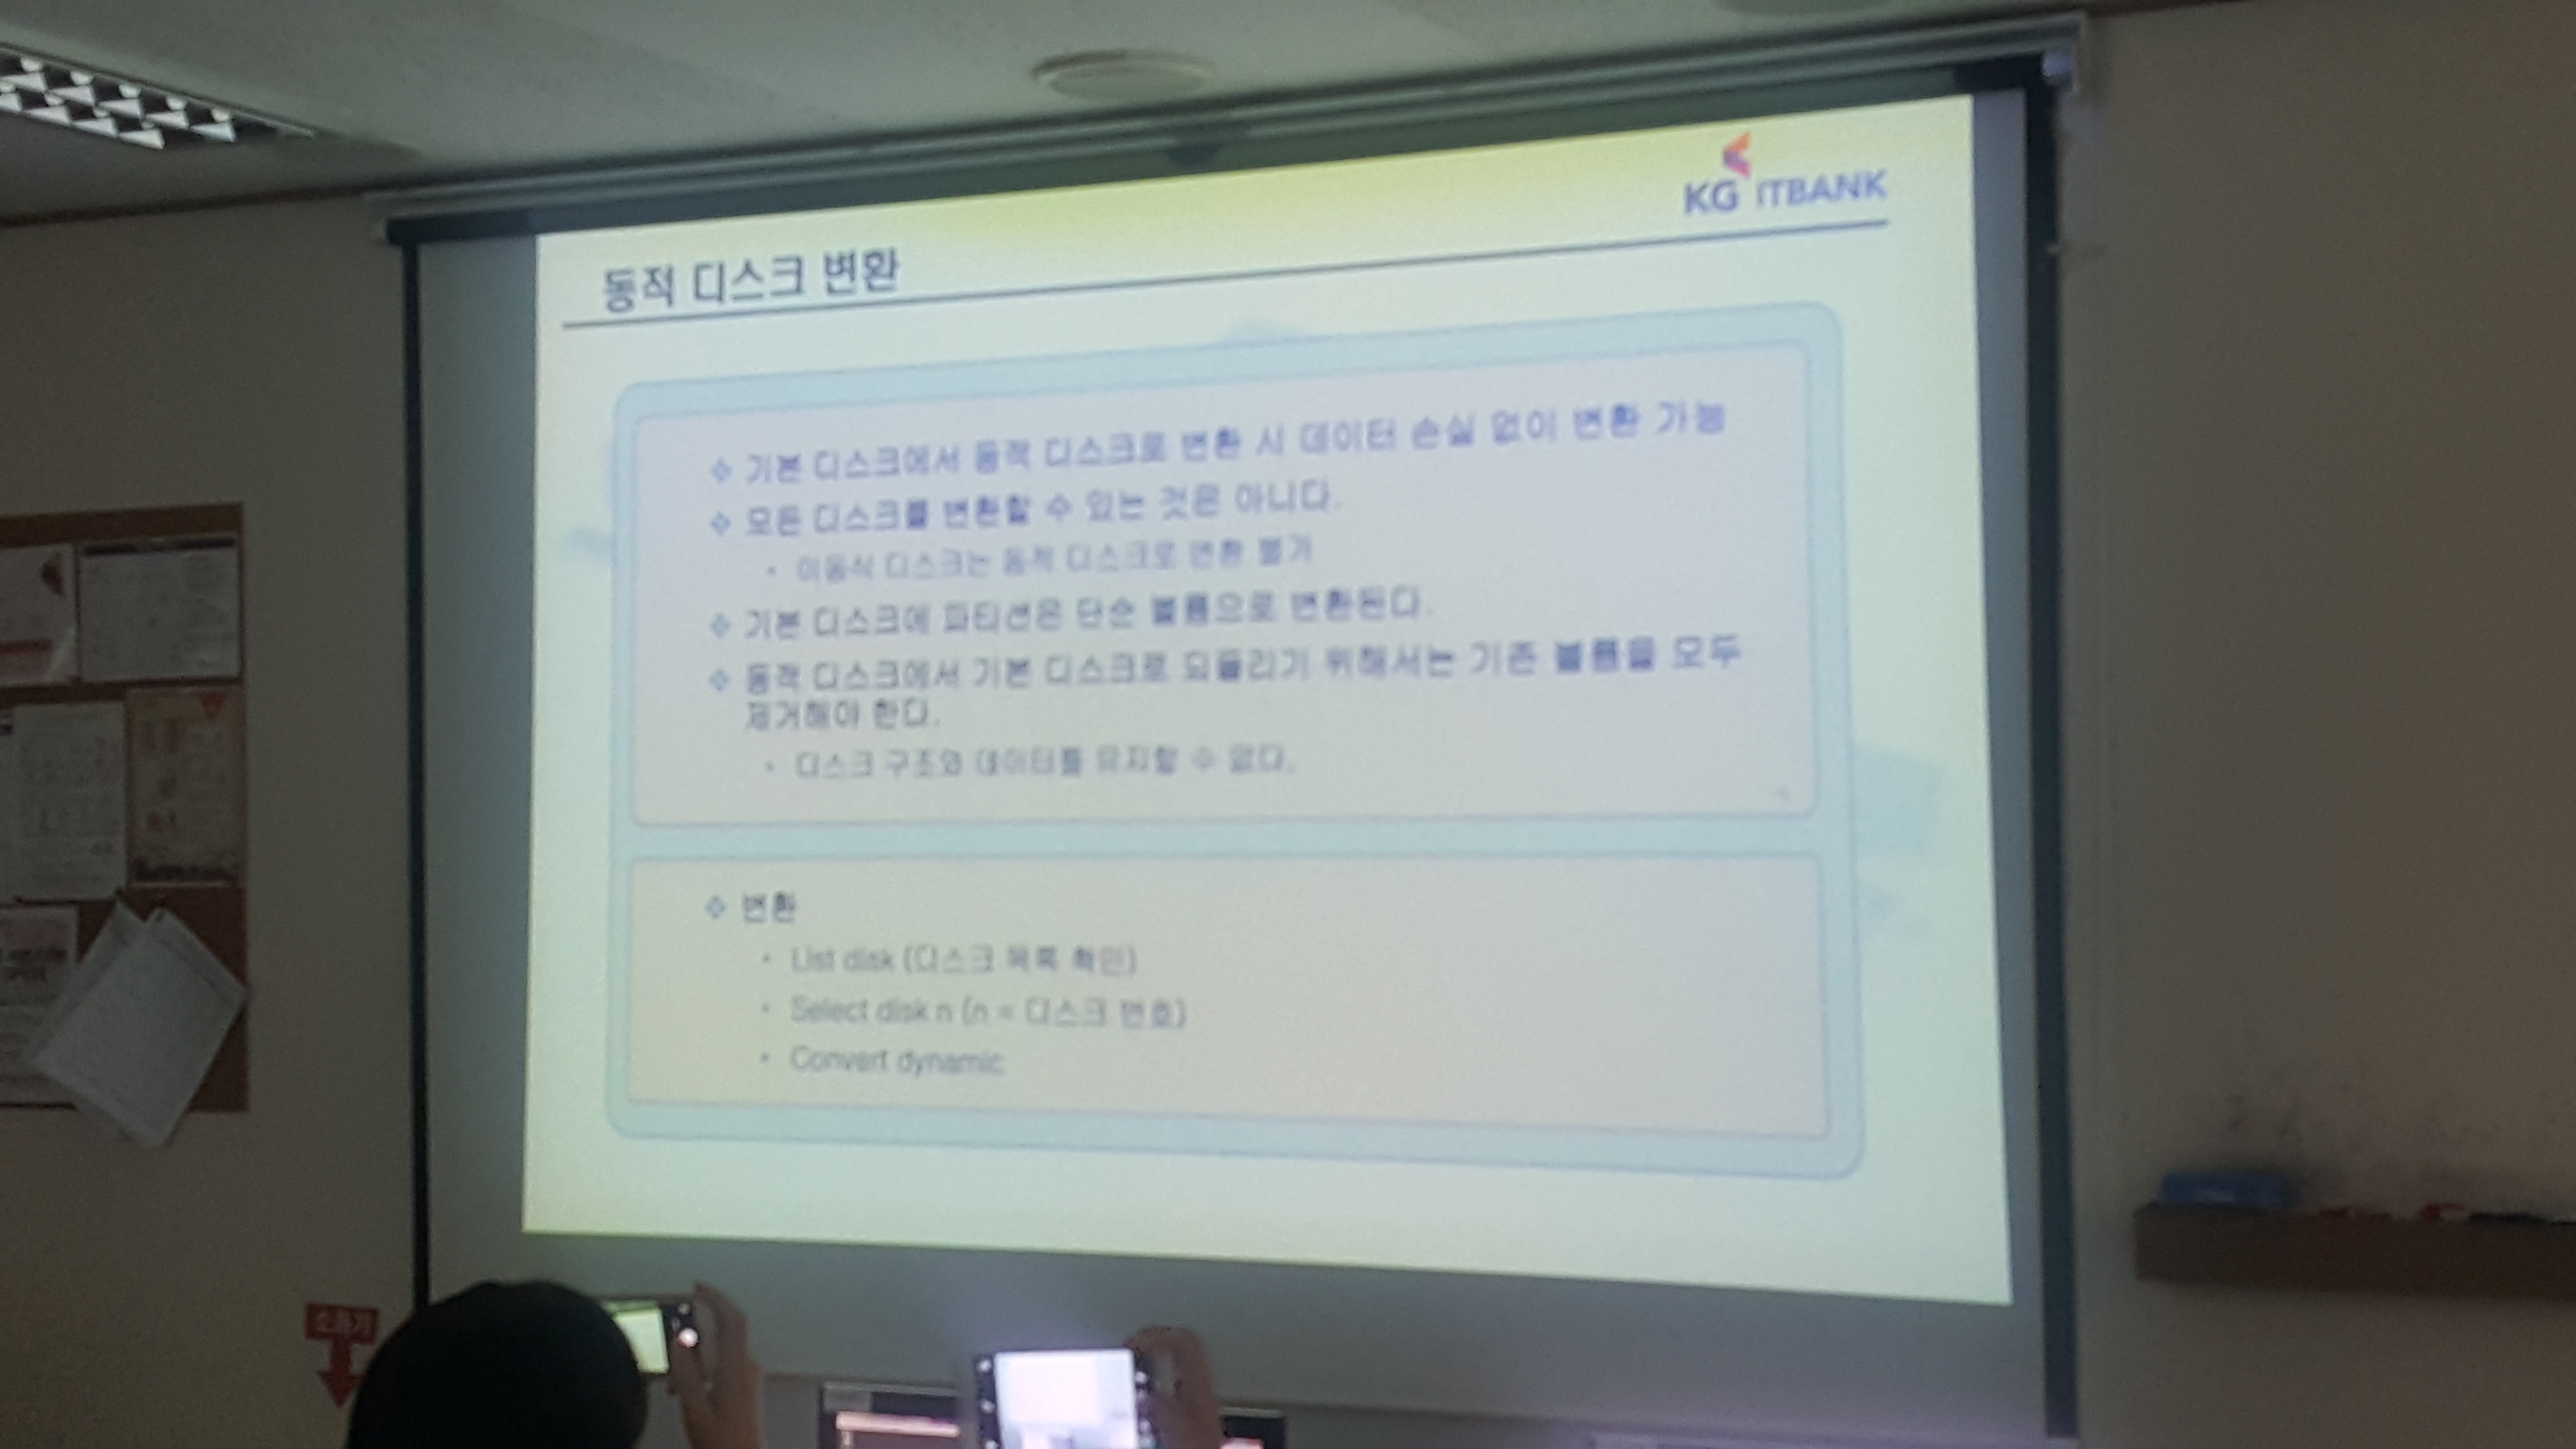 KG ITBANK
동적 디스크 변환
❖ 기본 디스크에서 동적 디스크로 변환 시 데이터 손실 없이 변환 가능
❖ 모든 디스크를 변환할 수 있는 것은 아니다.
• 이동식 디스크는 동적 디스크로 변환 불가
❖ 기본 디스크에 파티션은 단순 볼륨으로 변환된다.
❖ 동적 디스크에서 기본 디스크로 되돌리기 위해서는 기존 볼륨을 모두
제거해야 한다.
• 디스크 구조와 데이터를 유지할 수 없다.
❖ 변환
• List disk (디스크 목록 확인)
• Select disk n (n = 디스크 번호)
• Convert dynamic
소화기